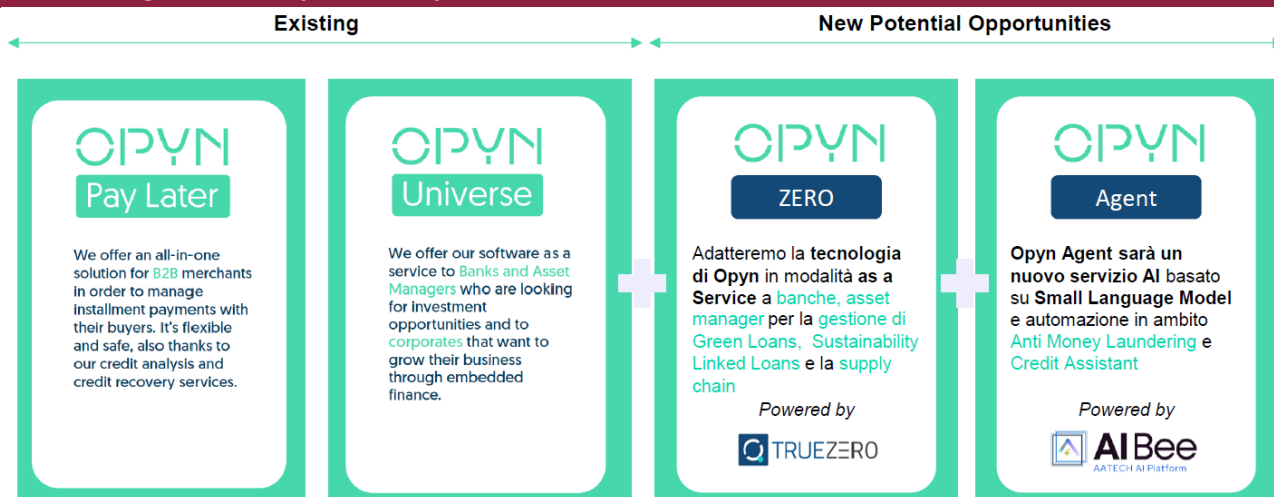 Existing
New Potential Opportunities
OPYN
Pay Later
We offer an all-in-one
solution for B2B merchants
in order to manage
installment payments with
their buyers. It's flexible
and safe, also thanks to
our credit analysis and
credit recovery services.
OPYN
Universe
We offer our software as a
service to Banks and Asset
Managers who are looking
for investment
opportunities and to
corporates that want to
grow their business
through embedded
finance.
OPYN
ZERO
Adatteremo la tecnologia
di Opyn in modalità as a
Service a banche, asset
manager per la gestione di
Green Loans, Sustainability
Linked Loans e la supply
chain
Powered by
TRUEZERO
OPYN
Agent
Opyn Agent sarà un
nuovo servizio AI basato
su Small Language Model
e automazione in ambito
Anti Money Laundering e
Credit Assistant
Powered by
AI Bee
AATECH AI Platform